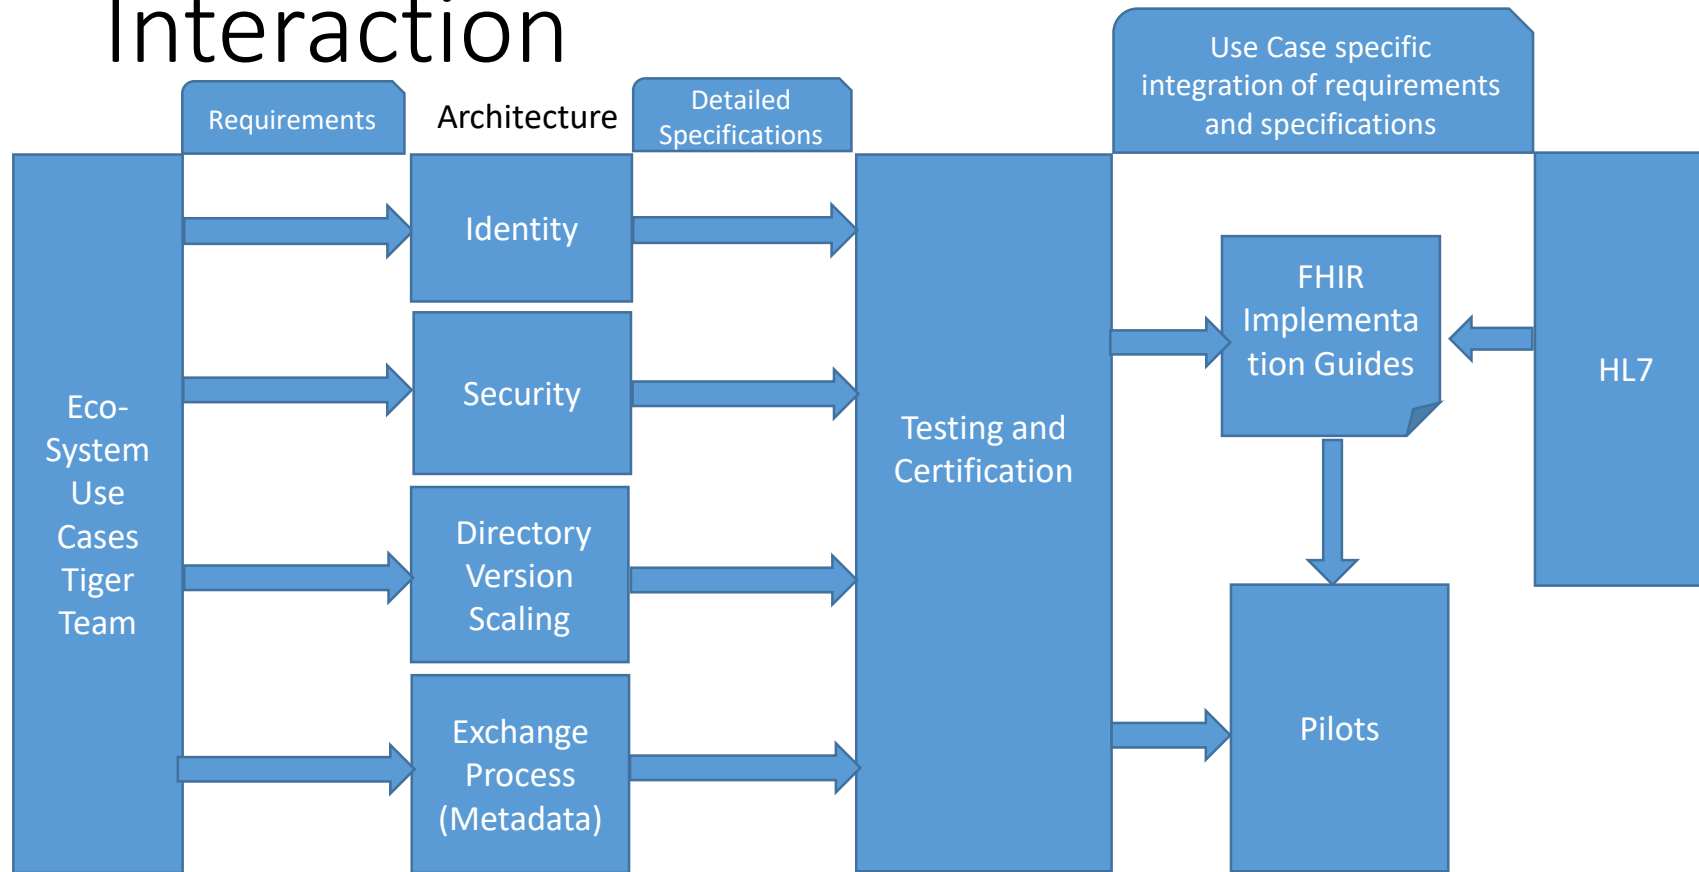 Interaction
Requirements
Architecture
Detailed
Specifications
Use Case specific
integration of requirements
and specifications
Eco-
System
Use
Cases
Tiger
Team
Identity
Security
Directory
Version
Scaling
Exchange
Process
(Metadata)
Testing and
Certification
FHIR
Implementa
tion Guides
Pilots
HL7